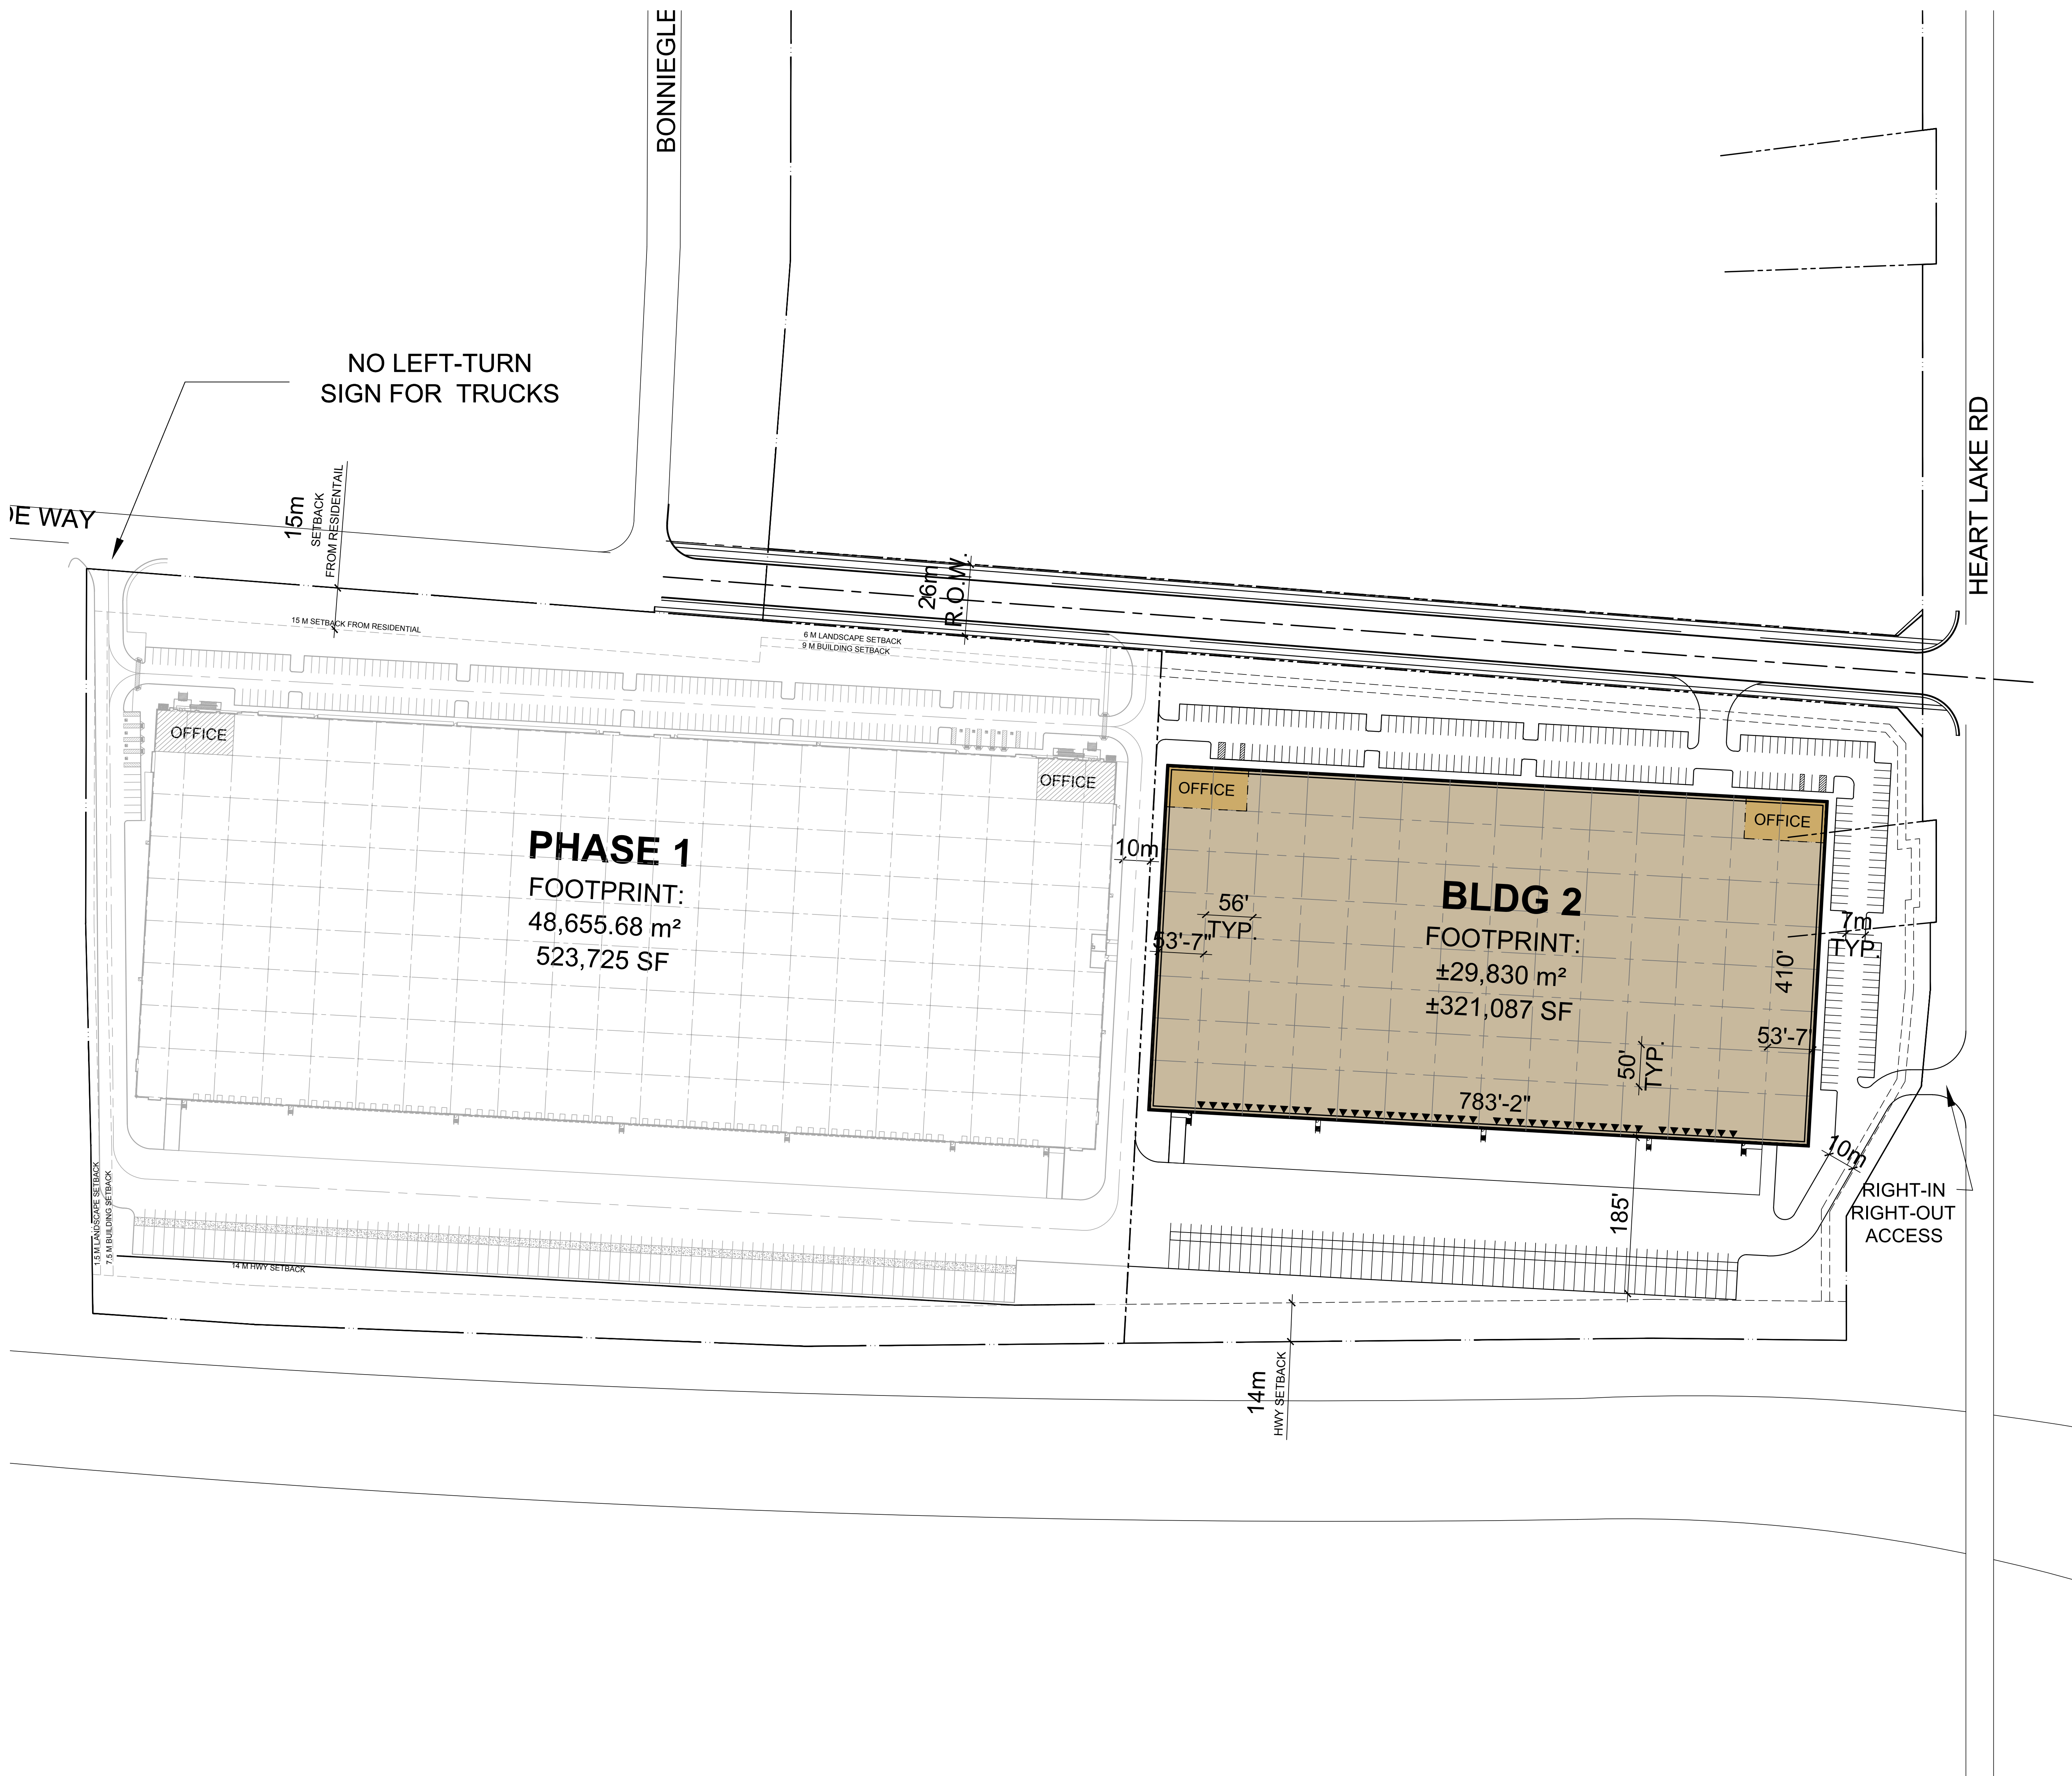 BONNIEGLE
NO LEFT-TURN
SIGN FOR TRUCKS
HEART LAKE RD
15m
SETBACK
FROM RESIDENTAIL
DE WAY
26m
R.O.W.
15 M SETBACK FROM RESIDENTIAL
6 M LANDSCAPE SETBACK
9 M BUILDING SETBACK
OFFICE
OFFICE
OFFICE
OFFICE
PHASE 1
FOOTPRINT:
48,655.68 m²
523,725 SF
10m
BLDG 2
FOOTPRINT:
±29,830 m²
±321,087 SF
56'
TYP.
53'-7"
7m
TYP.
410'
53'-7"
50'
TYP.
783'-2"
10m
185'
RIGHT-IN
RIGHT-OUT
ACCESS
1.5 M LANDSCAPE SETBACK
7.5 M BUILDING SETBACK
14 M HWY SETBACK
14m
HWY SETBACK